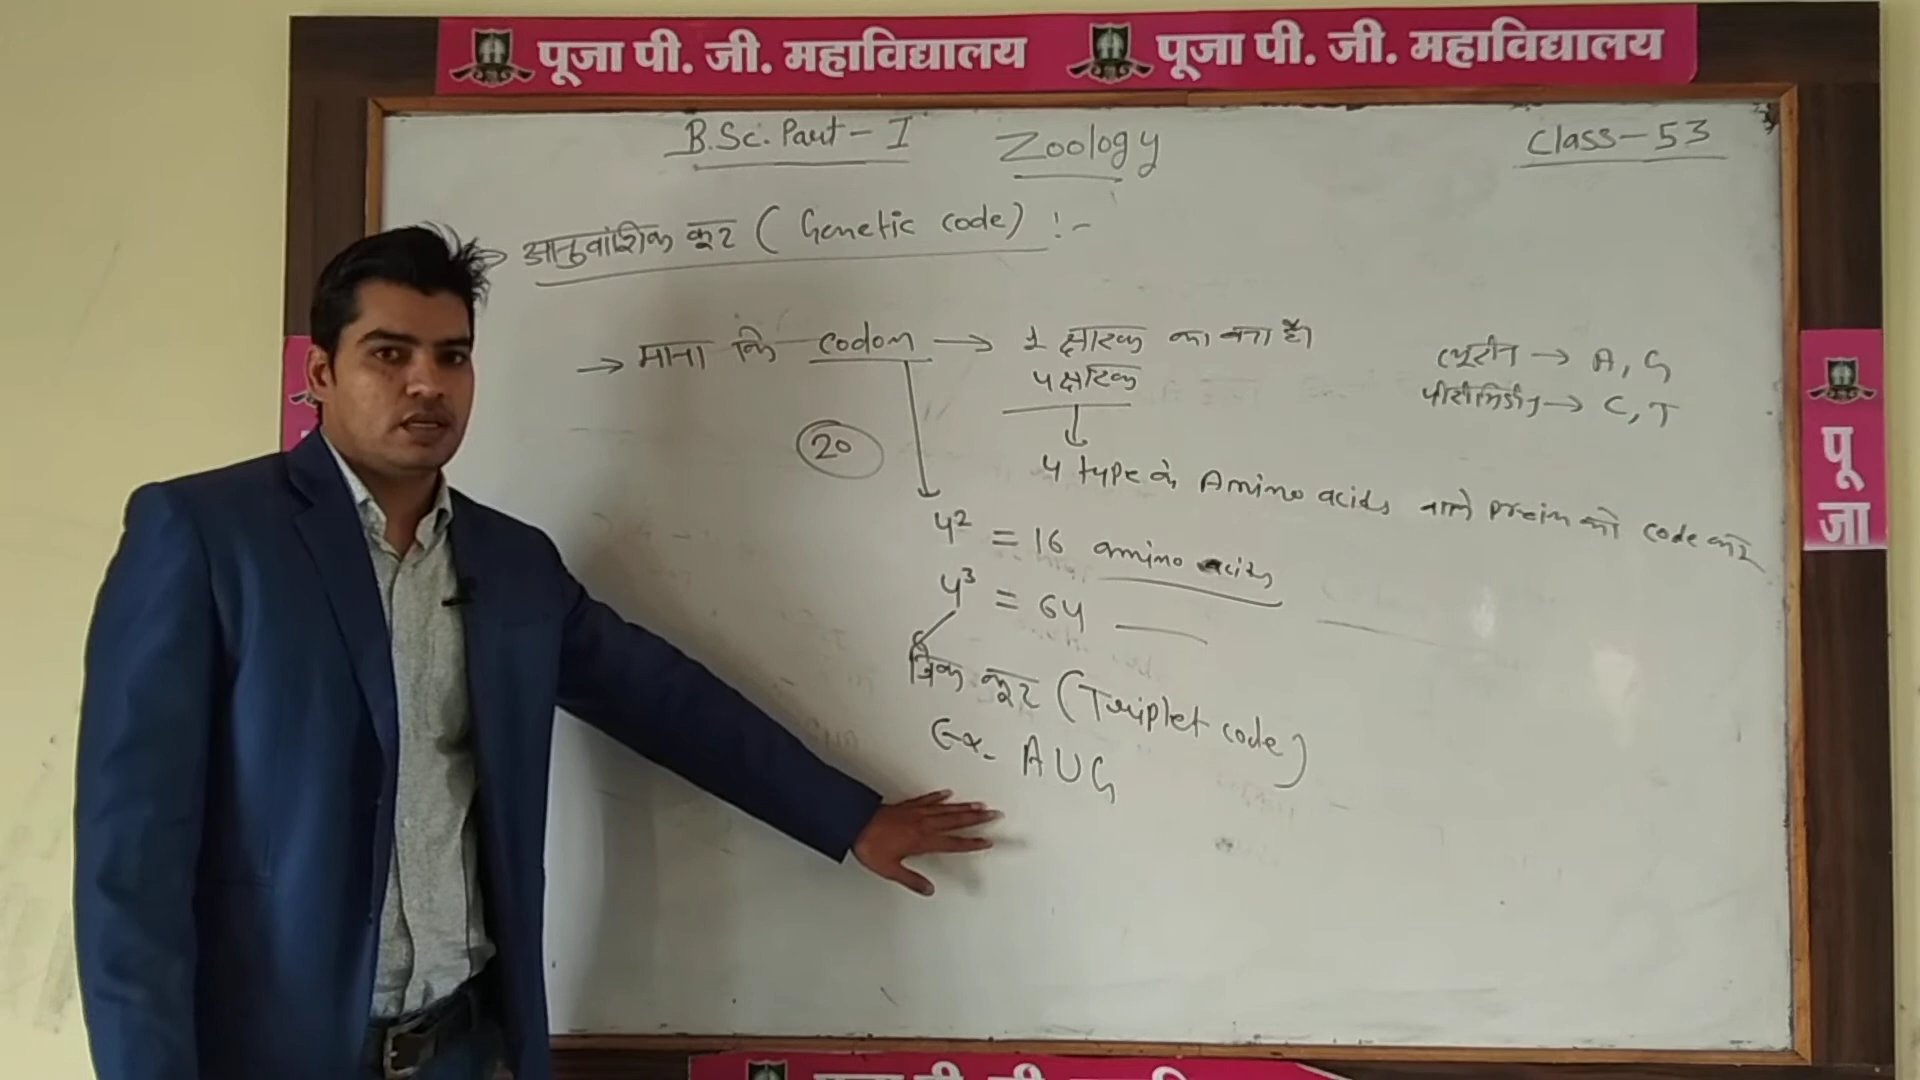 पूजा पी. जी. महाविद्यालय पूजा पी. जी. महाविद्यालय
B.Sc. Part - I Zoology Class - 53
आनुवांशिक कूट ( Genetic code) :-
→ माना कि codon → 1 क्षारक का बना है।
4 क्षारक
प्यूरीन → A, G
पीरीमिडीन → C, T
20
4 type के Amino acids वाले protein को code करे
4² = 16 amino acids
4³ = 64
त्रिक कूट (Triplet code)
Ex- AUG
पूजा